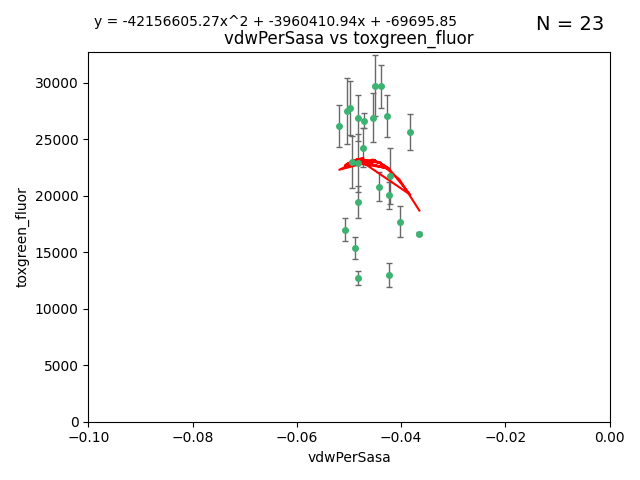 y = -42156605.27x^2 + -3960410.94x + -69695.85
N = 23
vdwPerSasa vs toxgreen_fluor
30000
25000
20000
15000
10000
5000
0
toxgreen_fluor
−0.10 −0.08 −0.06 −0.04 −0.02 0.00
vdwPerSasa